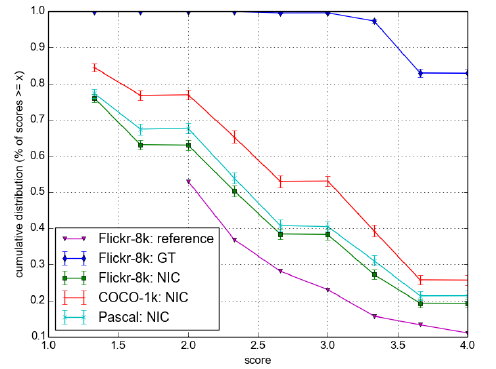 cumulative distribution (% of scores >= x)
1.0
0.9
0.8
0.7
0.6
0.5
0.4
0.3
0.2
0.1
Flickr-8k: reference
Flickr-8k: GT
Flickr-8k: NIC
COCO-1k: NIC
Pascal: NIC
1.0 1.5 2.0 2.5 3.0 3.5 4.0
score